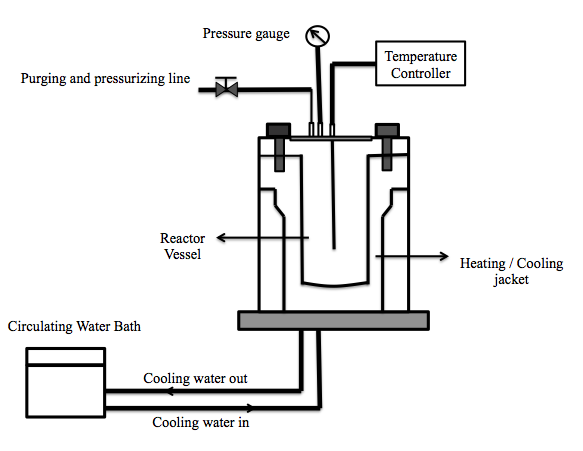 Pressure gauge
Temperature
Controller
Purging and pressurizing line
Reactor
Vessel
Heating / Cooling
jacket
Circulating Water Bath
Cooling water out
Cooling water in